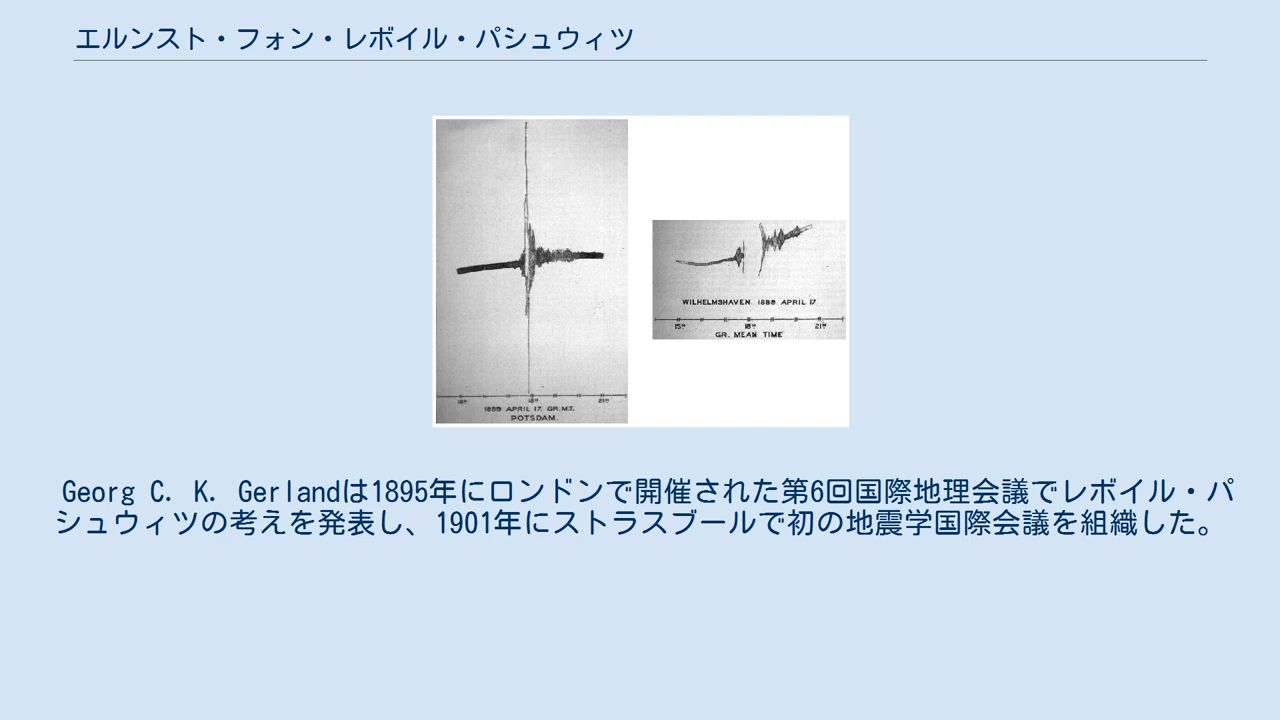 エルンスト・フォン・レボイル・パシュウィツ
WILHELMSHAVEN 1889 APRIL 17
15ʰ 18ʰ 21ʰ
GR. MEAN TIME
18ʰ 21ʰ
1889 APRIL 17. GR.M.T.
POTSDAM.
Georg C. K. Gerlandは1895年にロンドンで開催された第6回国際地理会議でレボイル・パ
シュウィツの考えを発表し、1901年にストラスブールで初の地震学国際会議を組織した。